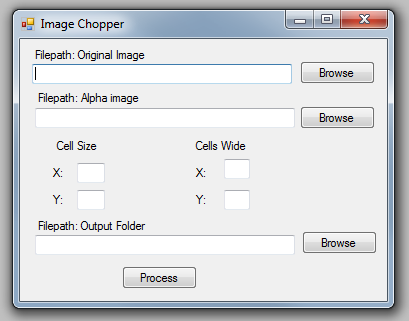 Image Chopper
Filepath: Original Image
Browse
Filepath: Alpha image
Browse
Cell Size Cells Wide
X: X:
Y: Y:
Filepath: Output Folder
Browse
Process